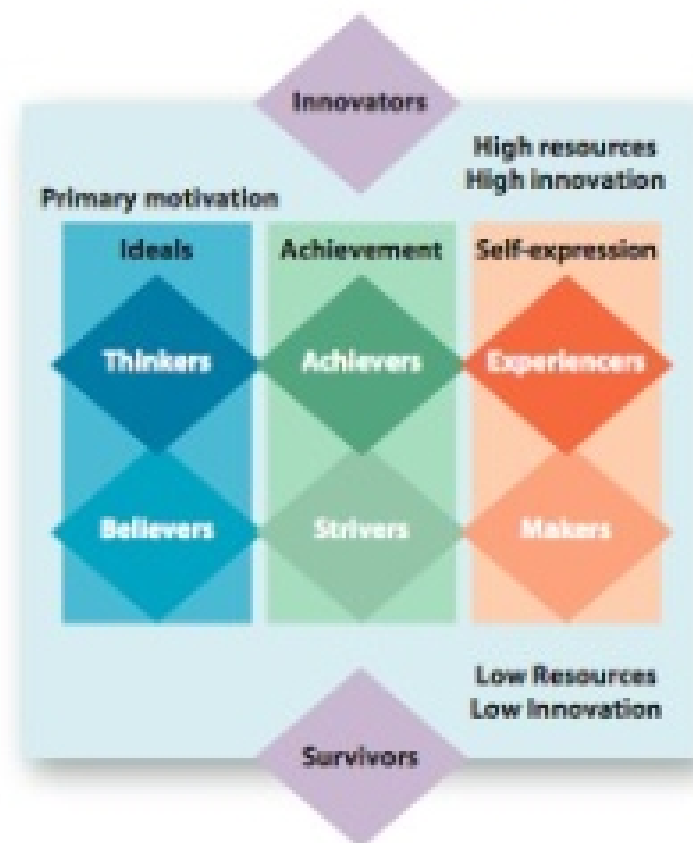 Innovators
High resources
High innovation
Primary motivation
Ideals
Achievement
Self-expression
Thinkers
Achievers
Experiencers
Believers
Strivers
Makers
Low Resources
Low Innovation
Survivors